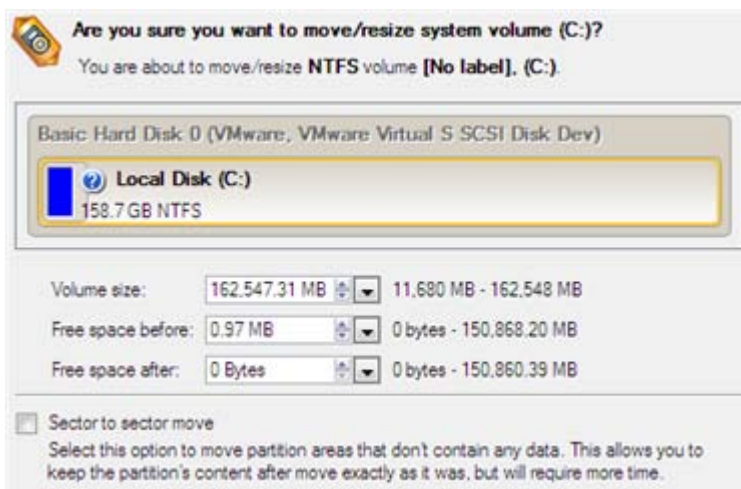 Are you sure you want to move/resize system volume (C:)?
You are about to move/resize NTFS volume [No label], (C:).
Basic Hard Disk 0 (VMware, VMware Virtual S SCSI Disk Dev)
Local Disk (C:)
158.7 GB NTFS
Volume size: 162,547.31 MB 11,680 MB - 162,548 MB
Free space before: 0.97 MB 0 bytes - 150,868.20 MB
Free space after: 0 Bytes 0 bytes - 150,860.39 MB
Sector to sector move
Select this option to move partition areas that don't contain any data. This allows you to
keep the partition's content after move exactly as it was, but will require more time.